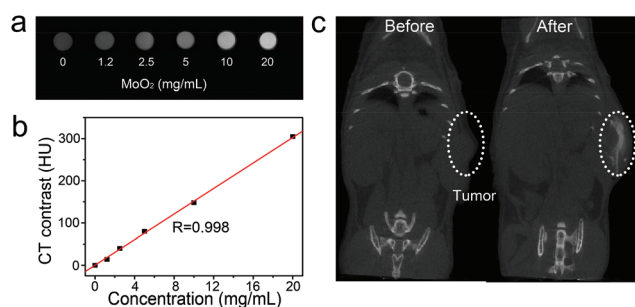 a
0 1.2 2.5 5 10 20
MoO₂ (mg/mL)
b
CT contrast (HU)
300
200
100
0
R=0.998
0 4 8 12 16 20
Concentration (mg/mL)
c
Before After
Tumor